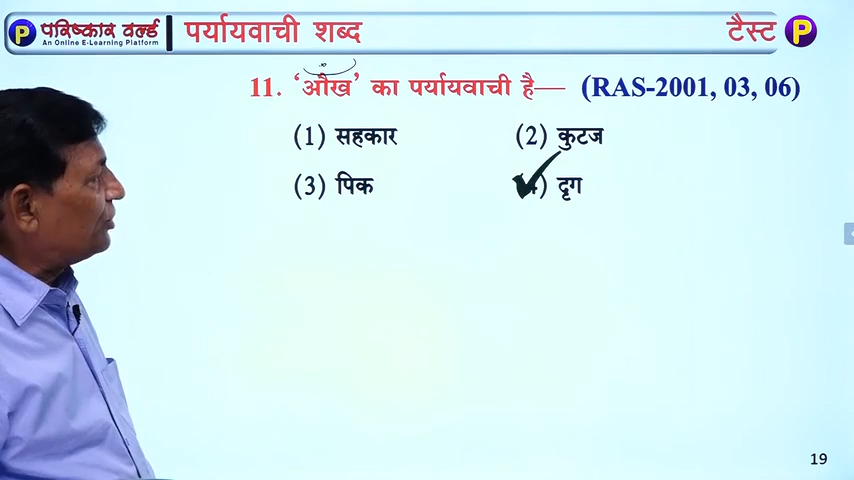 परिष्कार वर्ल्ड
An Online E-Learning Platform
पर्यायवाची शब्द
टैस्ट
P
P
11. ‘आँख’ का पर्यायवाची है— (RAS-2001, 03, 06)
(1) सहकार (2) कुटज
(3) पिक (4) दृग
19